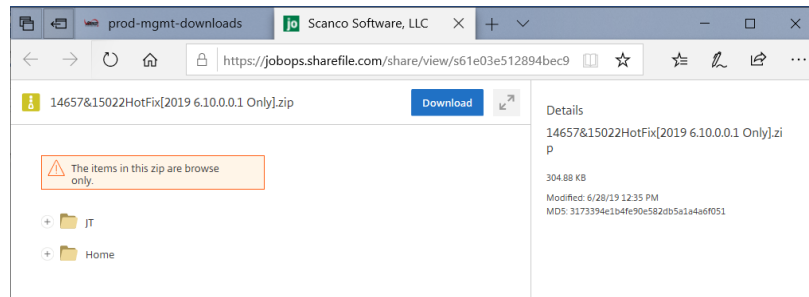 prod-mgmt-downloads
jo Scanco Software, LLC
https://jobops.sharefile.com/share/view/s61e03e512894bec9
14657&15022HotFix[2019 6.10.0.0.1 Only].zip
Download
The items in this zip are browse
only.
JT
Home
Details
14657&15022HotFix[2019 6.10.0.0.1 Only].zi
p
304.88 KB
Modified: 6/28/19 12:35 PM
MD5: 3173394e1b4fe90e582db5a1a4a6f051